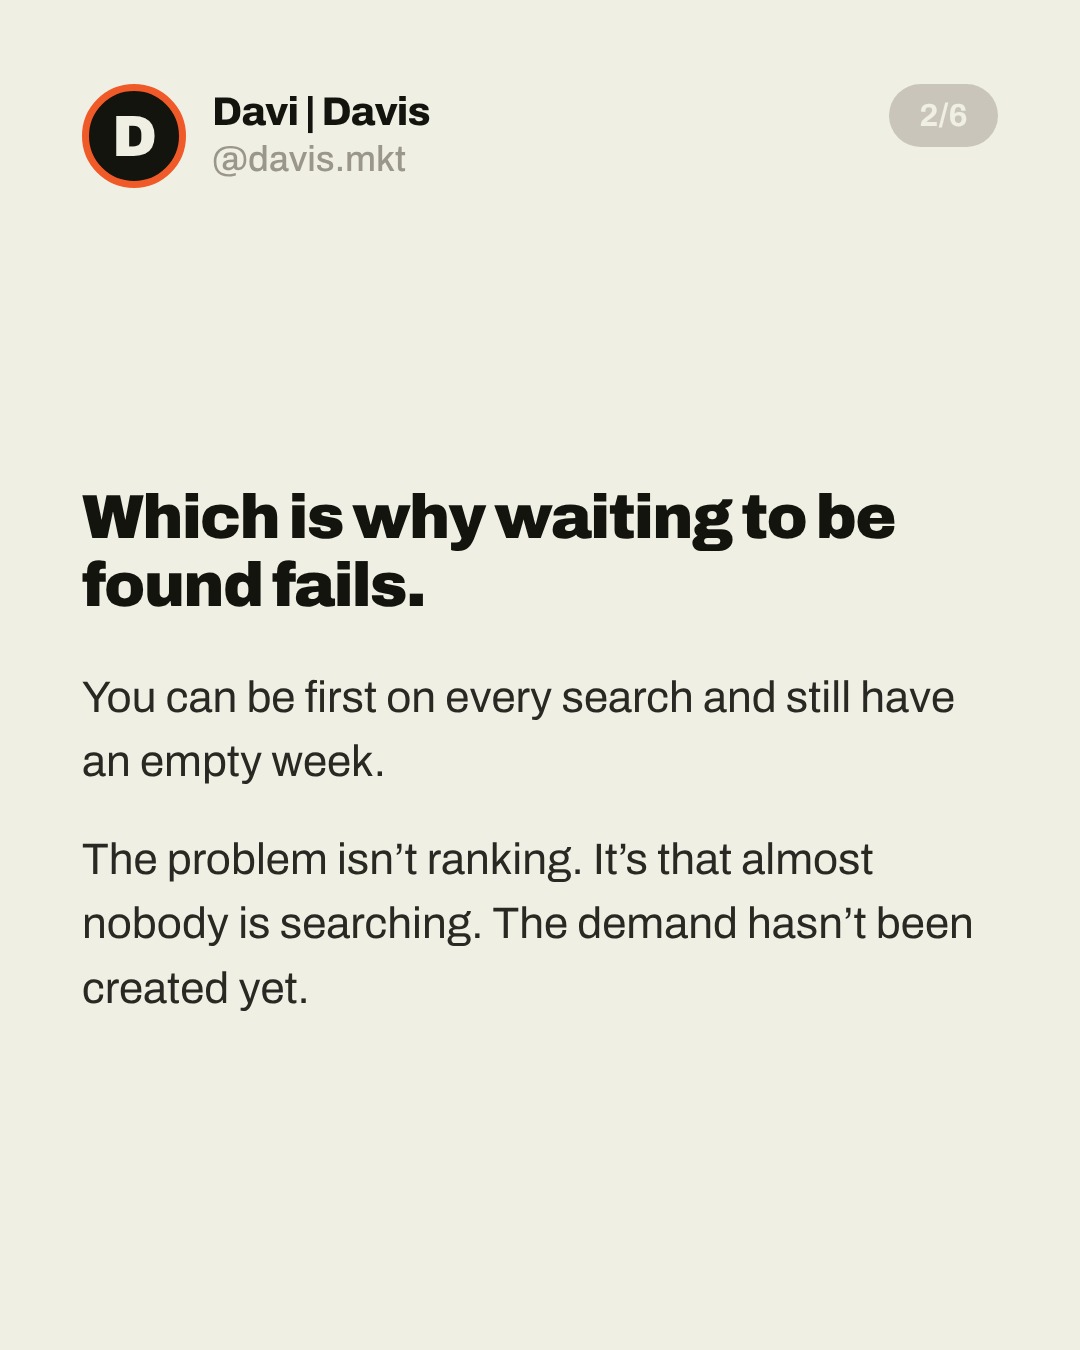 D
Davi | Davis
@davis.mkt
2/6
Which is why waiting to be
found fails.
You can be first on every search and still have
an empty week.
The problem isn’t ranking. It’s that almost
nobody is searching. The demand hasn’t been
created yet.